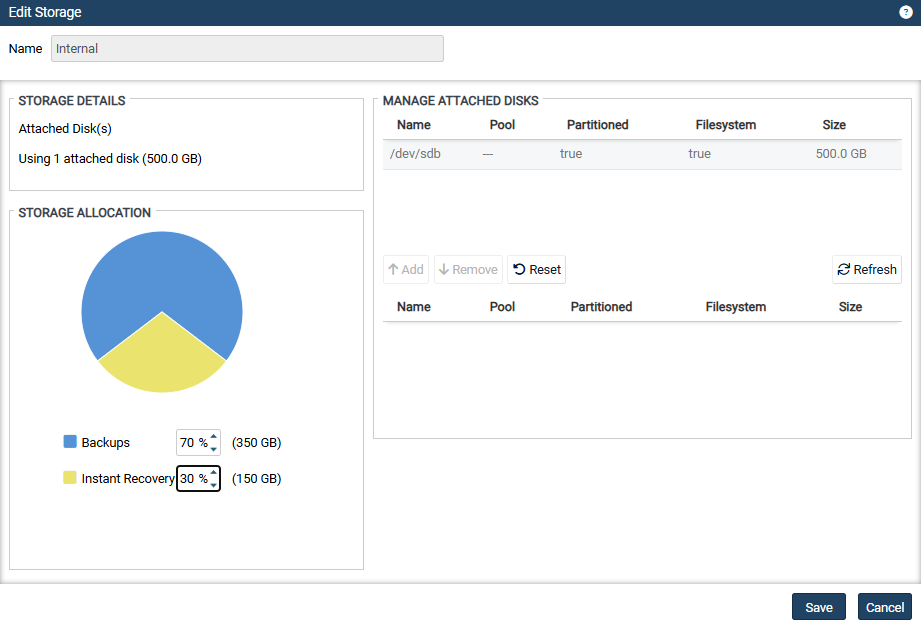 Edit Storage
?
Name Internal
STORAGE DETAILS
Attached Disk(s)
Using 1 attached disk (500.0 GB)
STORAGE ALLOCATION
Backups 70 % (350 GB)
Instant Recovery 30 % (150 GB)
MANAGE ATTACHED DISKS
Name Pool Partitioned Filesystem Size
/dev/sdb --- true true 500.0 GB
Add Remove Reset Refresh
Name Pool Partitioned Filesystem Size
Save Cancel